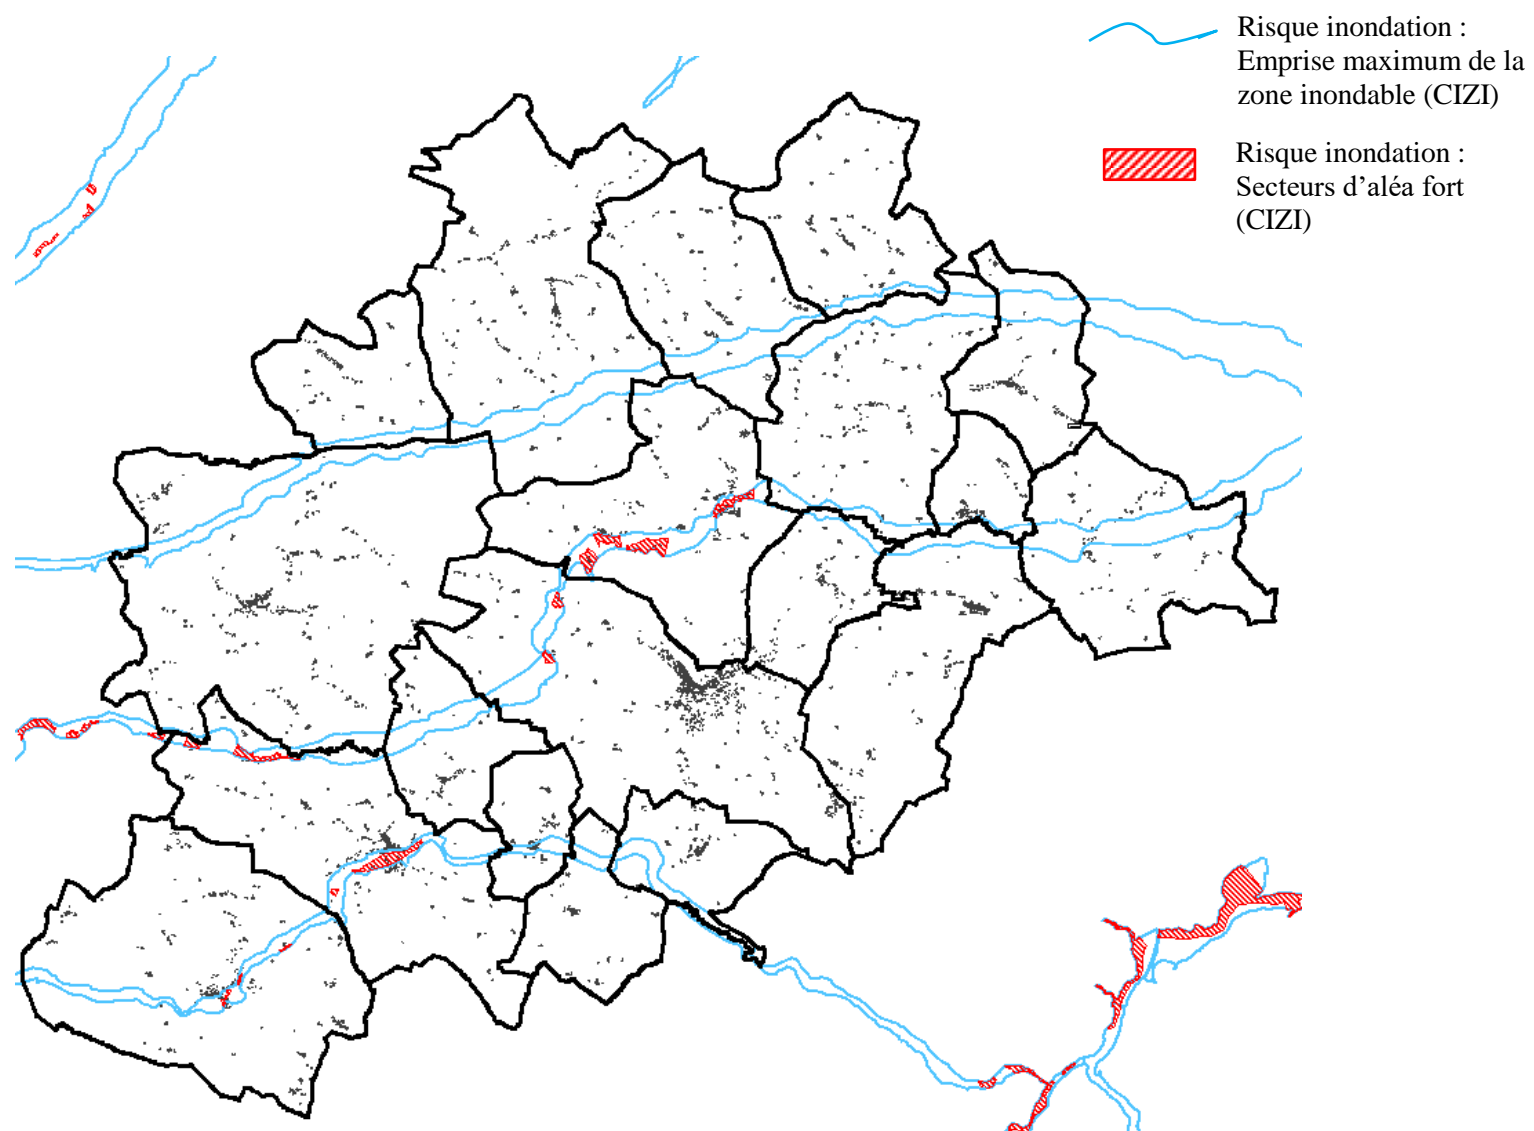 Risque inondation :
Emprise maximum de la
zone inondable (CIZI)
Risque inondation :
Secteurs d'aléa fort
(CIZI)